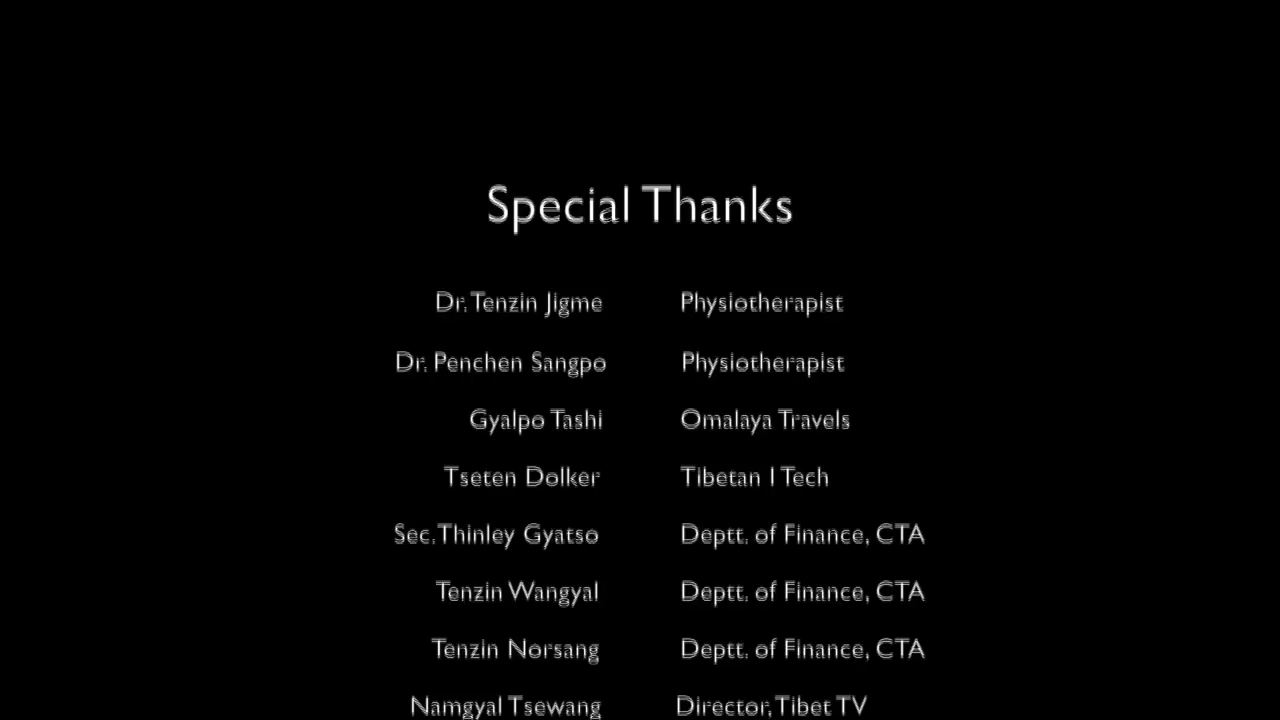 Special Thanks
Dr. Tenzin Jigme Physiotherapist
Dr. Penchen Sangpo Physiotherapist
Gyalpo Tashi Omalaya Travels
Tseten Dolker Tibetan I Tech
Sec. Thinley Gyatso Deptt. of Finance, CTA
Tenzin Wangyal Deptt. of Finance, CTA
Tenzin Norsang Deptt. of Finance, CTA
Namgyal Tsewang Director, Tibet TV